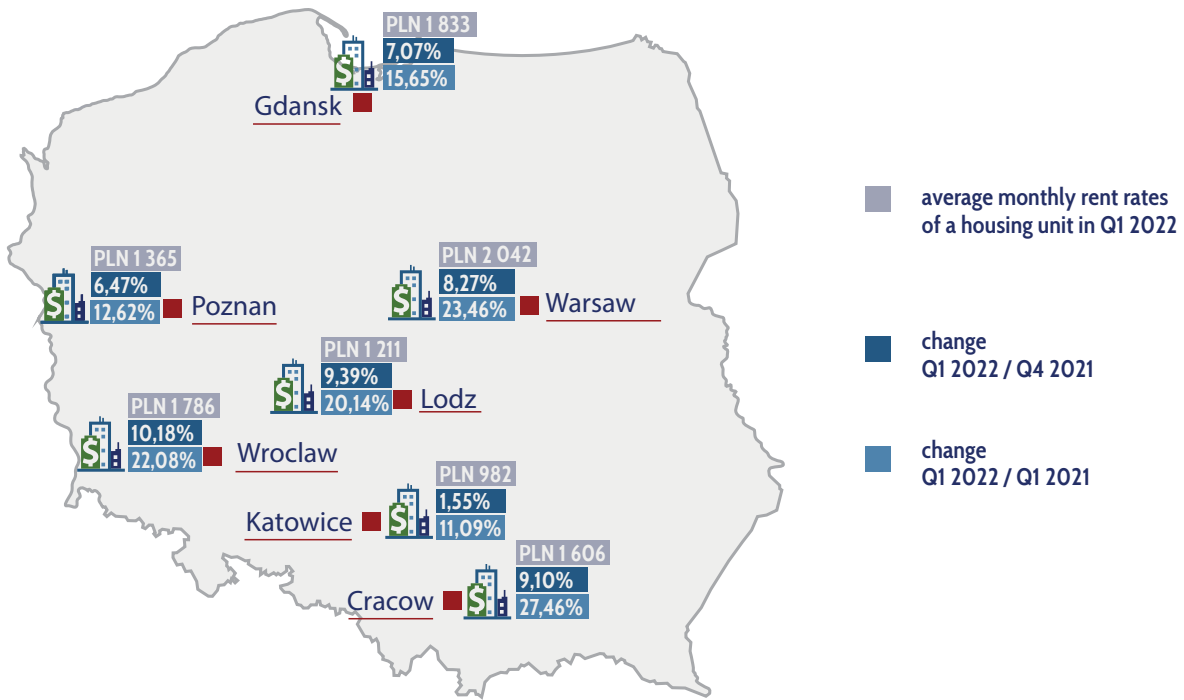 PLN 1 833
7,07%
15,65%
Gdansk
PLN 1 365
6,47%
12,62%
Poznan
PLN 2 042
8,27%
23,46%
Warsaw
PLN 1 211
9,39%
20,14%
Lodz
PLN 1 786
10,18%
22,08%
Wroclaw
PLN 982
1,55%
11,09%
Katowice
PLN 1 606
9,10%
27,46%
Cracow
average monthly rent rates
of a housing unit in Q1 2022
change
Q1 2022 / Q4 2021
change
Q1 2022 / Q1 2021